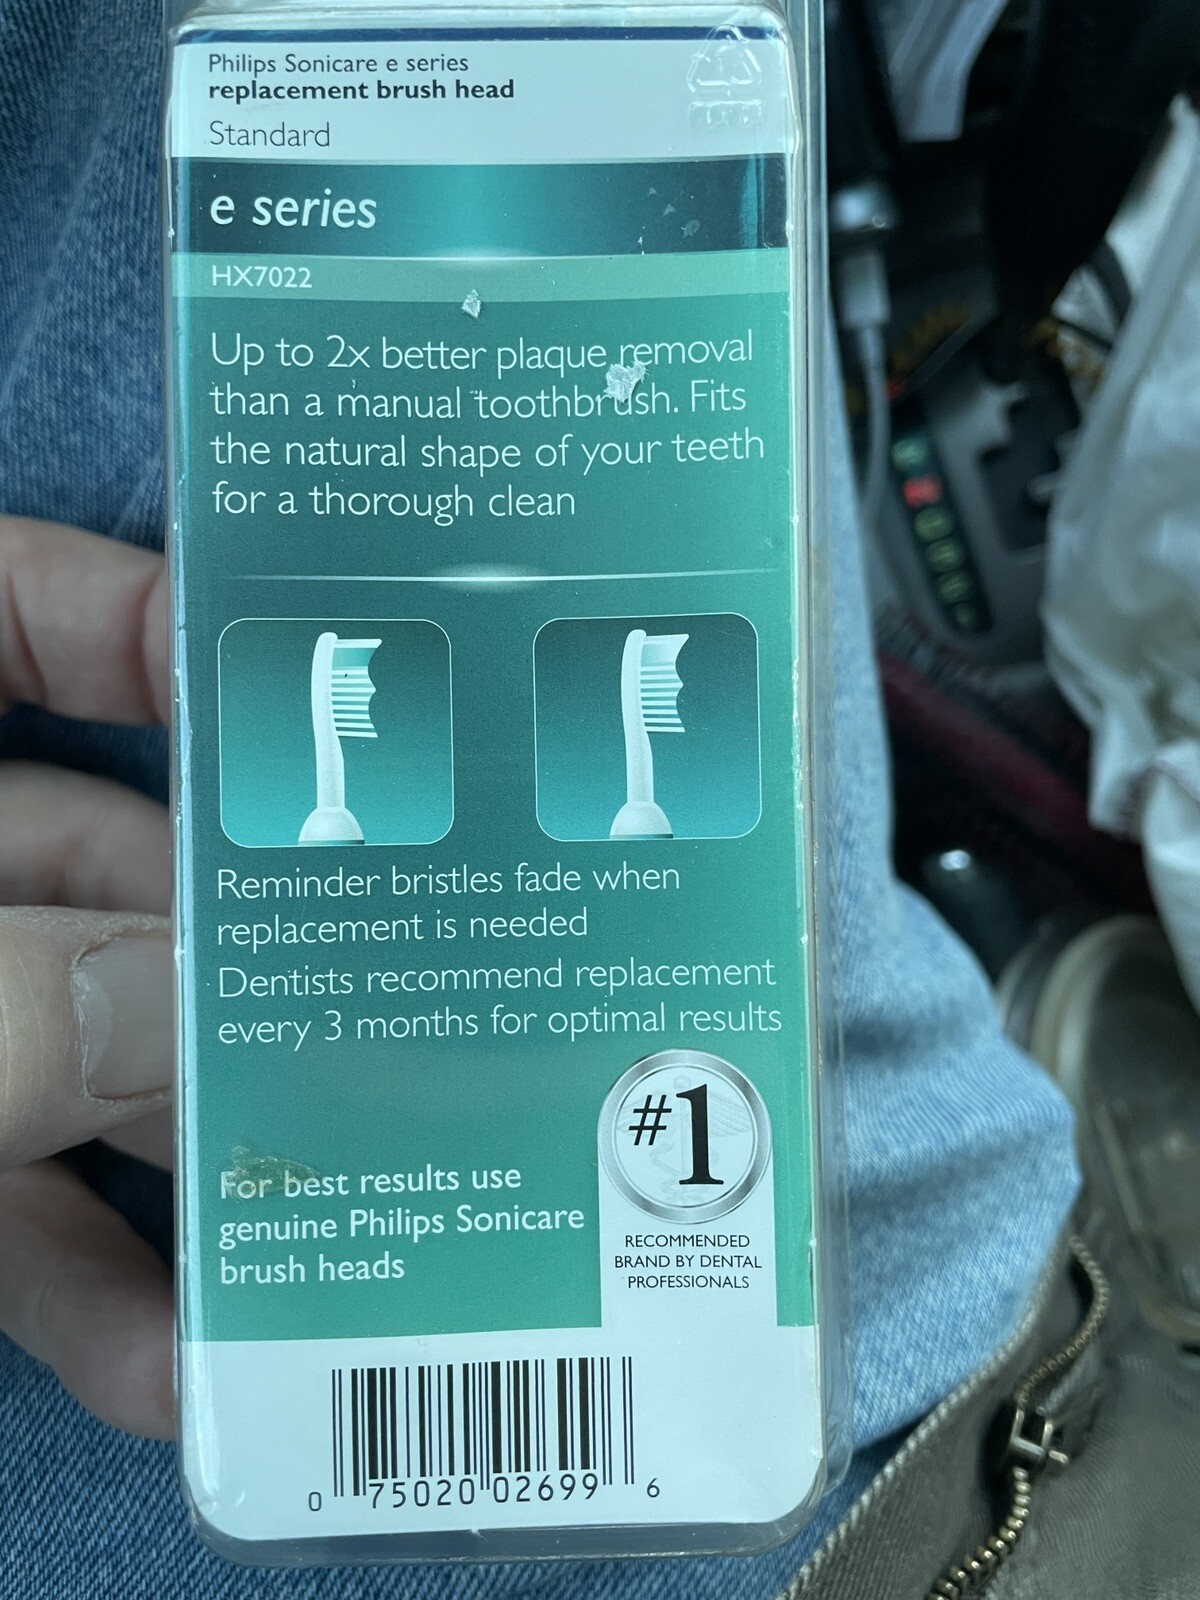 Philips Sonicare e series
replacement brush head
Standard
e series
HX7022
Up to 2x better plaque removal
than a manual toothbrush. Fits
the natural shape of your teeth
for a thorough clean
Reminder bristles fade when
replacement is needed
Dentists recommend replacement
every 3 months for optimal results
#1
RECOMMENDED
BRAND BY DENTAL
PROFESSIONALS
For best results use
genuine Philips Sonicare
brush heads
0 75020 02699 6